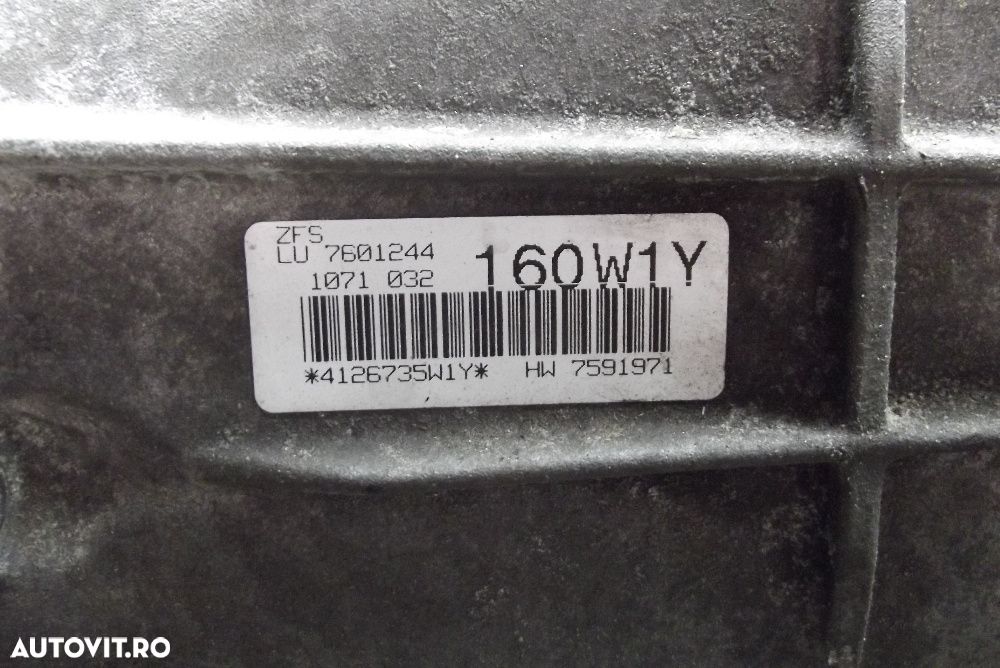 ZFS
LU 7601244
1071 032
160W1Y
*4126735W1Y* HW 7591971
AUTOVIT.RO